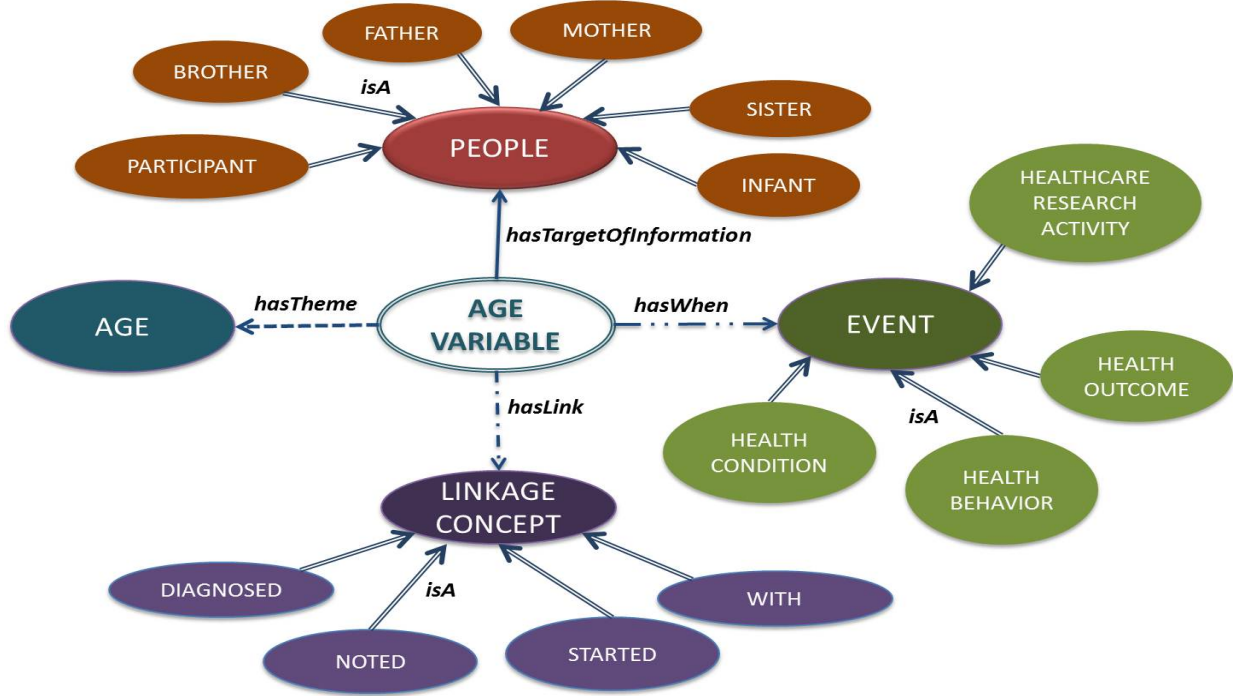 FATHER
MOTHER
BROTHER
isA
SISTER
PEOPLE
PARTICIPANT
INFANT
HEALTHCARE
RESEARCH
ACTIVITY
hasTargetOfInformation
hasTheme
AGE
VARIABLE
hasWhen
AGE
EVENT
HEALTH
OUTCOME
hasLink
isA
HEALTH
CONDITION
HEALTH
BEHAVIOR
LINKAGE
CONCEPT
DIAGNOSED
isA
WITH
NOTED
STARTED